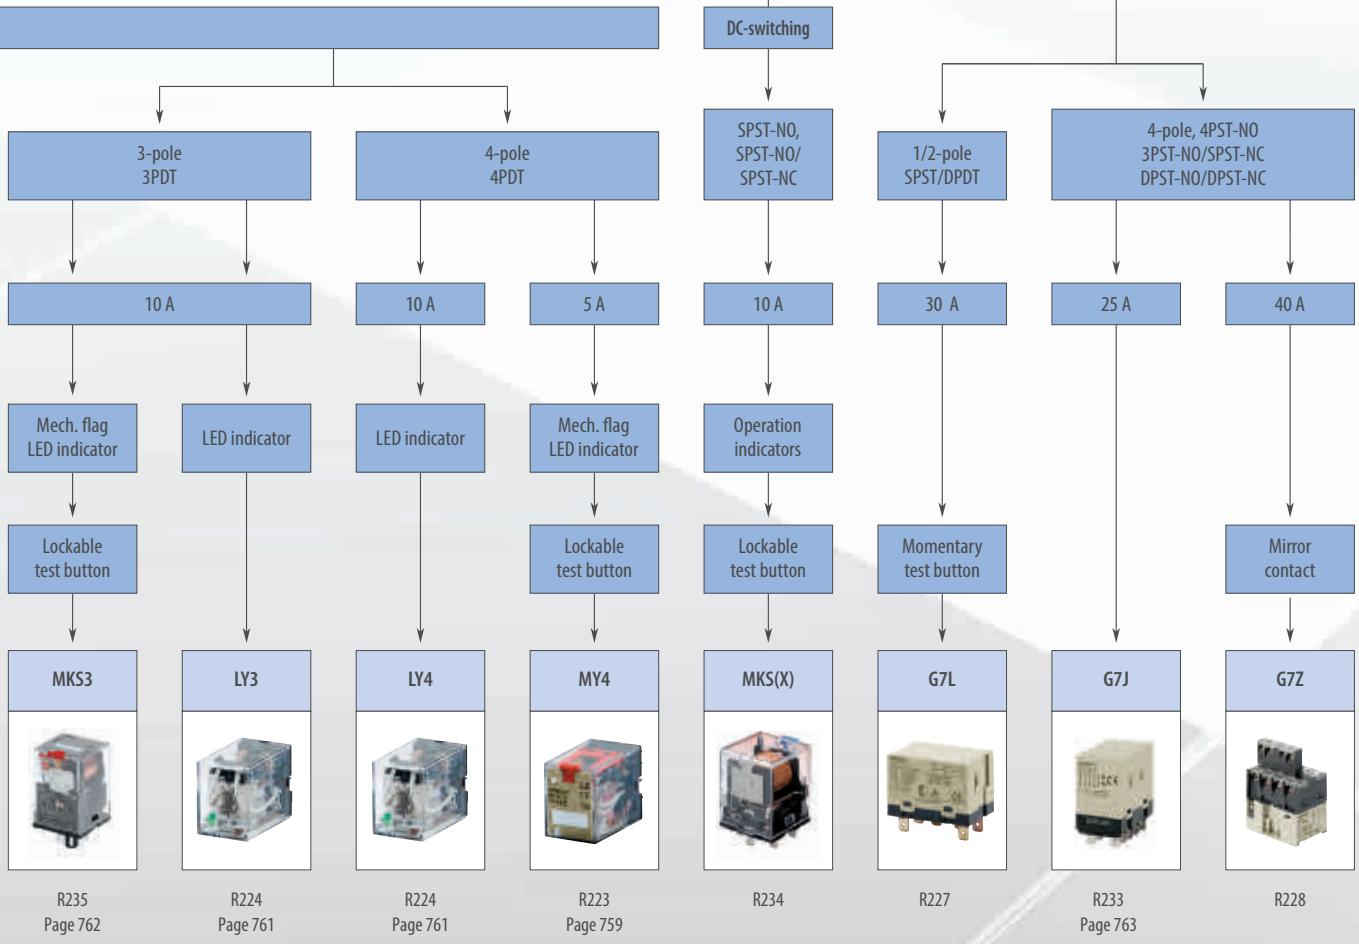 DC-switching
3-pole
3PDT
4-pole
4PDT
SPST-NO,
SPST-NO/
SPST-NC
1/2-pole
SPST/DPDT
4-pole, 4PST-NO
3PST-NO/SPST-NC
DPST-NO/DPST-NC
10 A
10 A
5 A
10 A
30 A
25 A
40 A
Mech. flag
LED indicator
LED indicator
LED indicator
Mech. flag
LED indicator
Operation
indicators
Lockable
test button
Lockable
test button
Lockable
test button
Momentary
test button
Mirror
contact
MKS3
LY3
LY4
MY4
MKS(X)
G7L
G7J
G7Z
R235
Page 762
R224
Page 761
R224
Page 761
R223
Page 759
R234
R227
R233
Page 763
R228